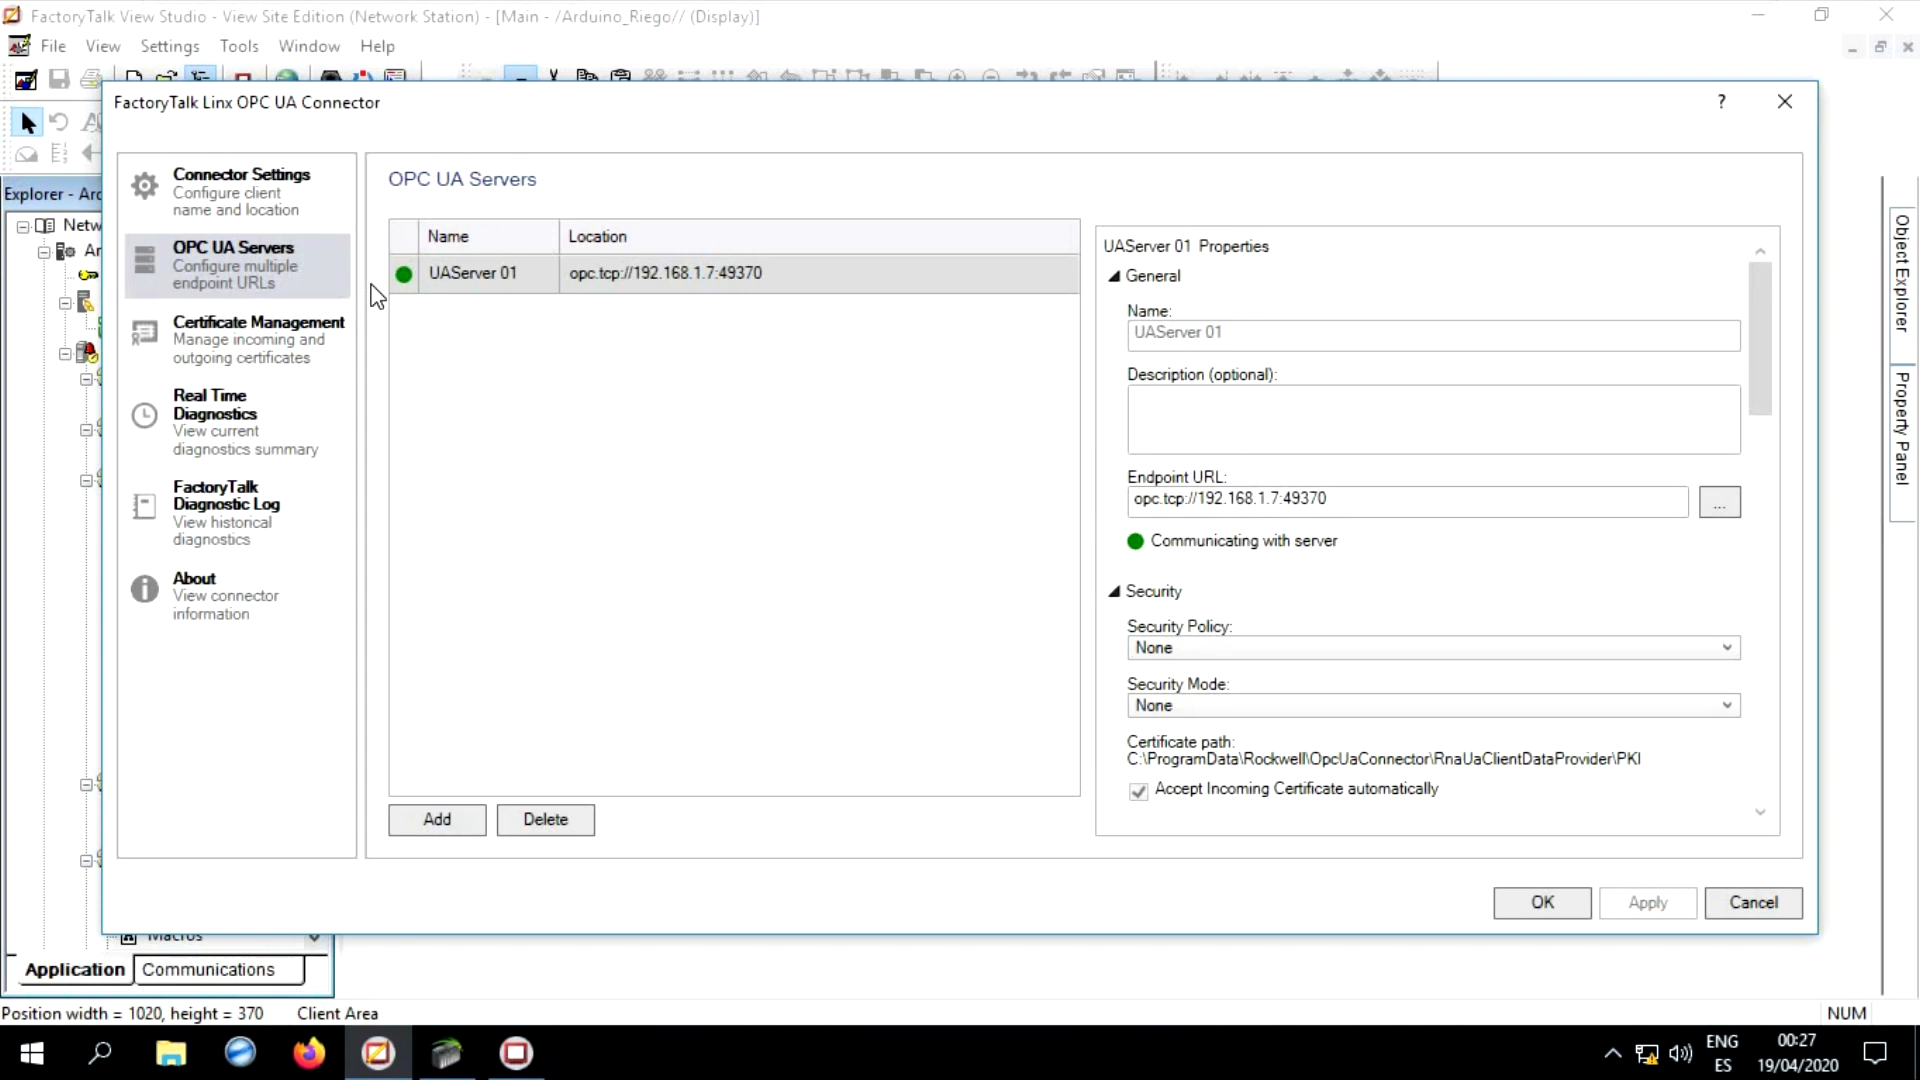 FactoryTalk View Studio - View Site Edition (Network Station) - [Main - /Arduino_Riego// (Display)]
File View Settings Tools Window Help
FactoryTalk Linx OPC UA Connector
?
Explorer - Arc
Netw
Ar
Connector Settings
Configure client
name and location
OPC UA Servers
Configure multiple
endpoint URLs
Certificate Management
Manage incoming and
outgoing certificates
Real Time
Diagnostics
View current
diagnostics summary
FactoryTalk
Diagnostic Log
View historical
diagnostics
About
View connector
information
OPC UA Servers
Name Location
UAServer 01 opc.tcp://192.168.1.7:49370
Add Delete
UAServer 01 Properties
General
Name:
UAServer 01
Description (optional):
Endpoint URL:
opc.tcp://192.168.1.7:49370
...
Communicating with server
Security
Security Policy:
None
Security Mode:
None
Certificate path:
C:\ProgramData\Rockwell\OpcUaConnector\RnaUaClientDataProvider\PKI
Accept Incoming Certificate automatically
OK Apply Cancel
Object Explorer
Property Panel
Macros
Application Communications
Position width = 1020, height = 370 Client Area NUM
ENG
ES
00:27
19/04/2020